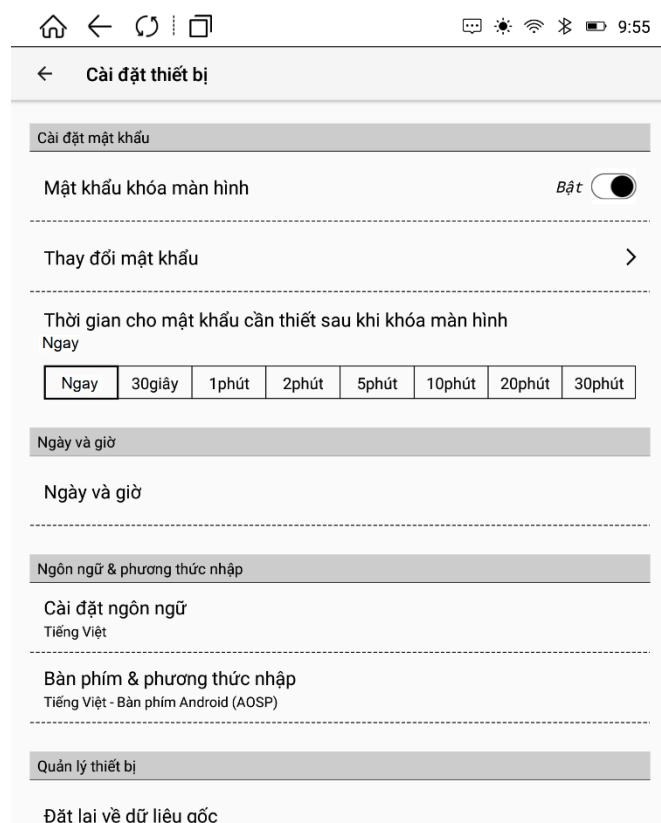 9:55
Cài đặt thiết bị
Cài đặt mật khẩu
Mật khẩu khóa màn hình
Bật
Thay đổi mật khẩu
Thời gian cho mật khẩu cần thiết sau khi khóa màn hình
Ngay
Ngay 30giây 1phút 2phút 5phút 10phút 20phút 30phút
Ngày và giờ
Ngày và giờ
Ngôn ngữ & phương thức nhập
Cài đặt ngôn ngữ
Tiếng Việt
Bàn phím & phương thức nhập
Tiếng Việt - Bàn phím Android (AOSP)
Quản lý thiết bị
Đặt lại về dữ liệu gốc